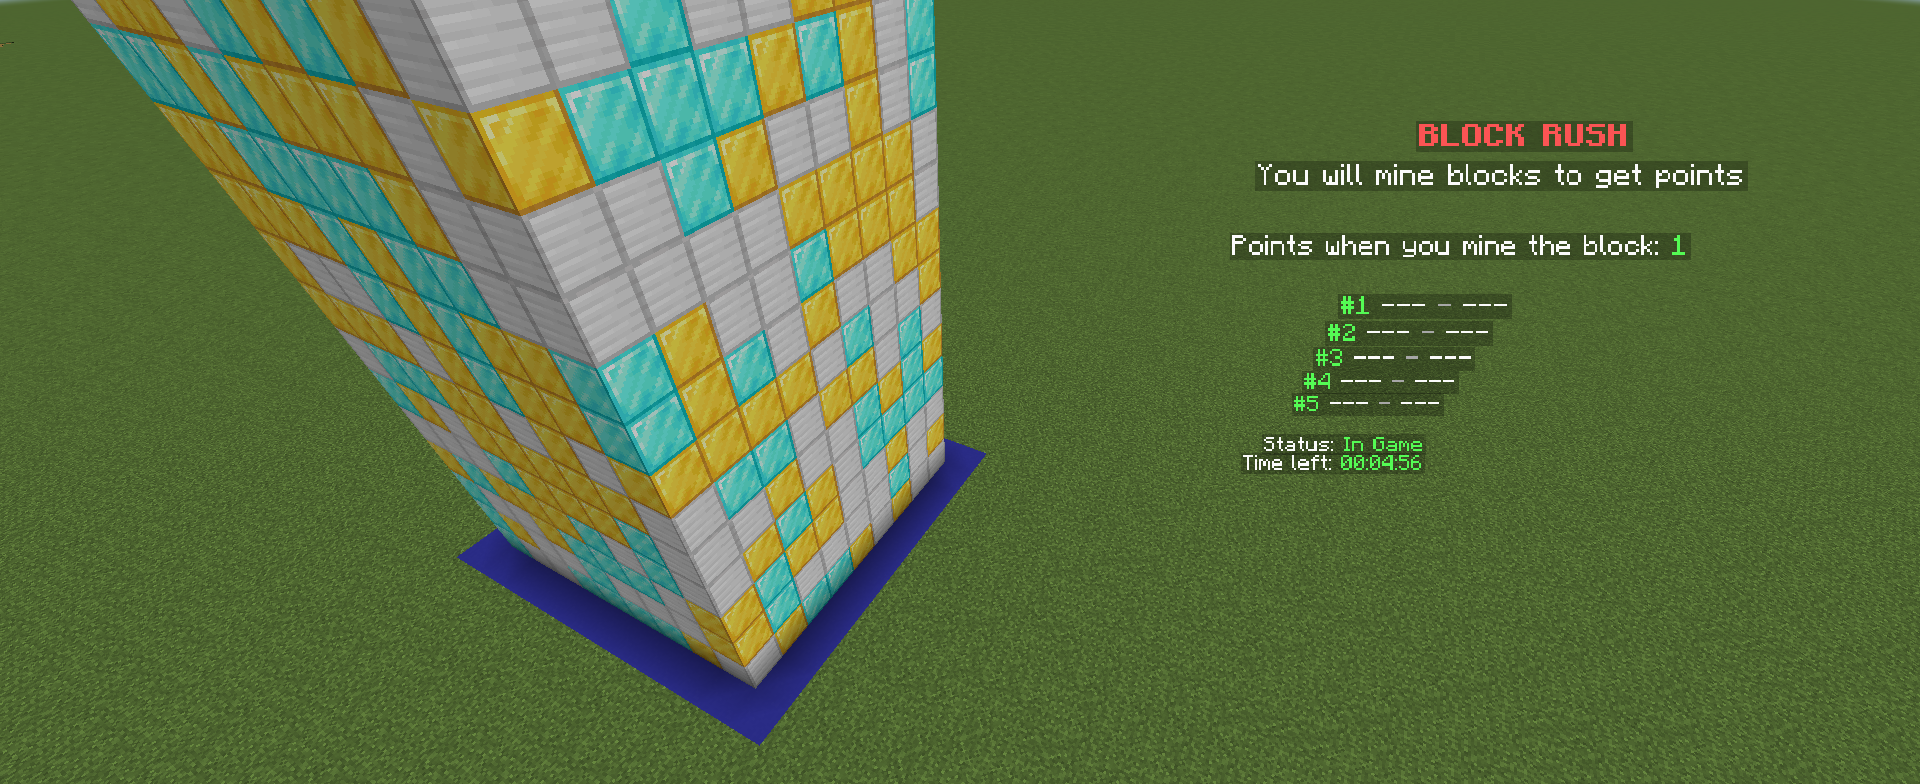 BLOCK RUSH
You will mine blocks to get points
Points when you mine the block: 1
#1 --- - ---
#2 --- - ---
#3 --- - ---
#4 --- - ---
#5 --- - ---
Status: In Game
Time left: 00:04:56